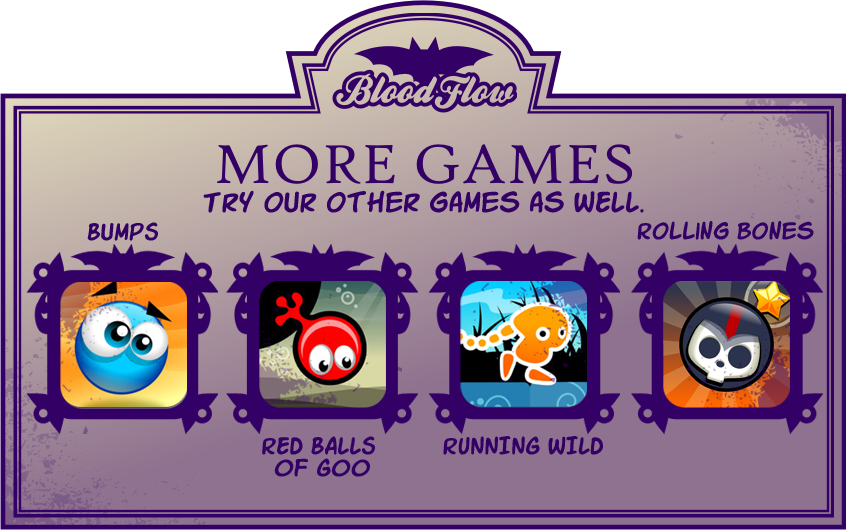 Blood Flow
MORE GAMES
TRY OUR OTHER GAMES AS WELL.
BUMPS
ROLLING BONES
RED BALLS
OF GOO
RUNNING WILD